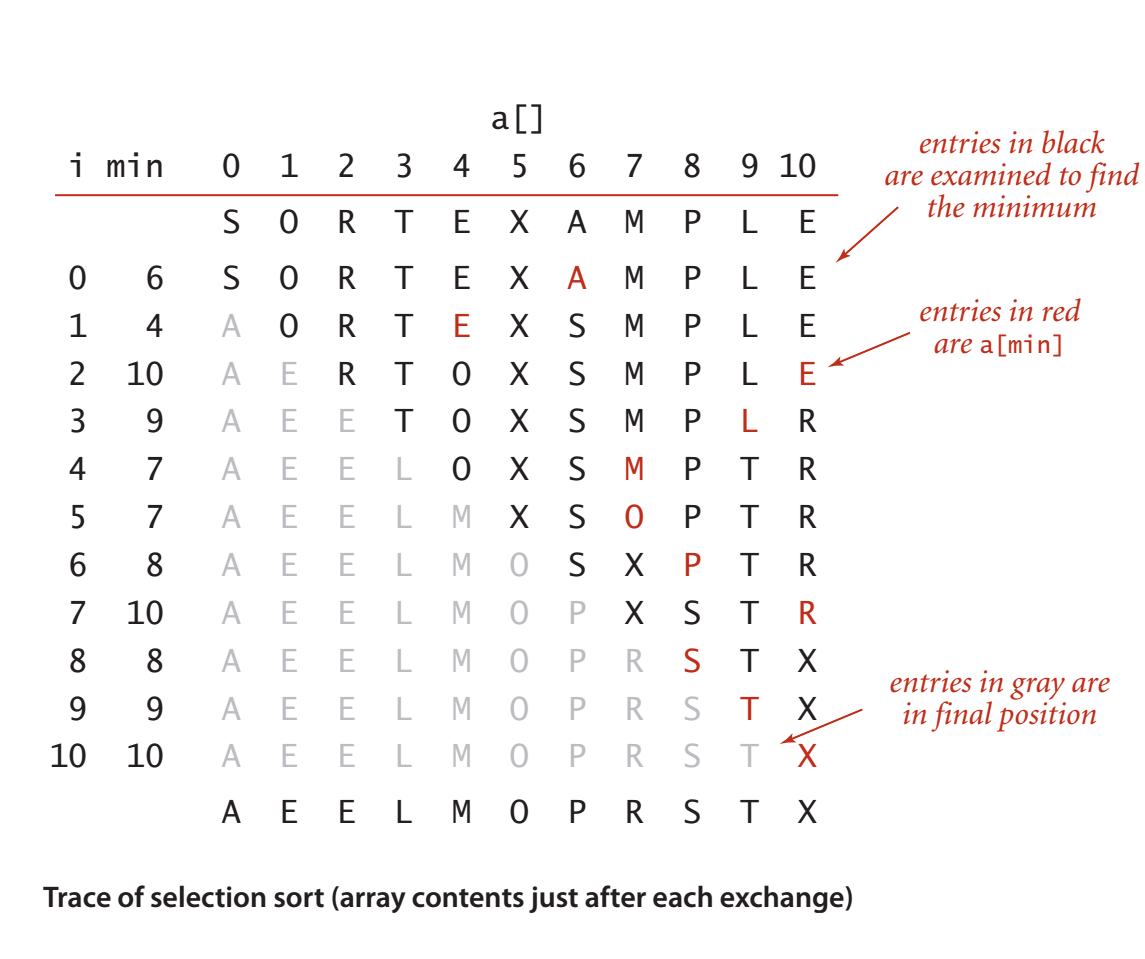 a[]
i min 0 1 2 3 4 5 6 7 8 9 10
S O R T E X A M P L E
0 6 S O R T E X A M P L E
1 4 A O R T E X S M P L E
2 10 A E R T O X S M P L E
3 9 A E E T O X S M P L R
4 7 A E E L O X S M P T R
5 7 A E E L M X S O P T R
6 8 A E E L M O S X P T R
7 10 A E E L M O P X S T R
8 8 A E E L M O P R S T X
9 9 A E E L M O P R S T X
10 10 A E E L M O P R S T X
A E E L M O P R S T X
entries in black
are examined to find
the minimum
entries in red
are a[min]
entries in gray are
in final position
Trace of selection sort (array contents just after each exchange)